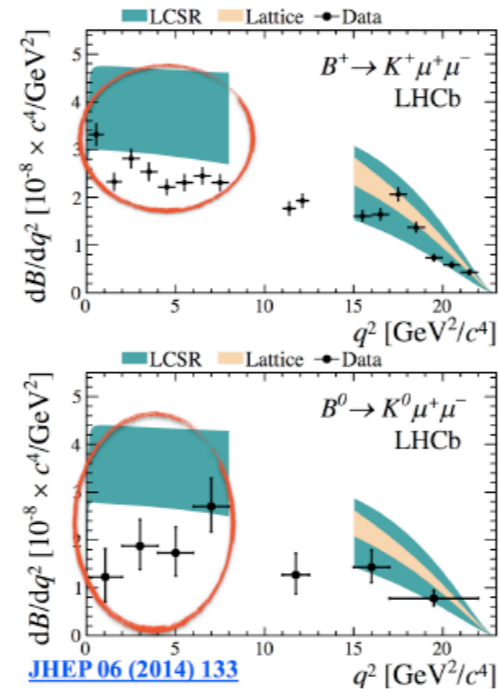 LCSR Lattice Data
B⁺ → K⁺μ⁺μ⁻
LHCb
dB/dq² [10⁻⁸ × c⁴/GeV²]
5
4
3
2
1
0
0 5 10 15 20
q² [GeV²/c⁴]
LCSR Lattice Data
B⁰ → K⁰μ⁺μ⁻
LHCb
dB/dq² [10⁻⁸ × c⁴/GeV²]
5
4
3
2
1
0
0 5 10 15 20
JHEP 06 (2014) 133
q² [GeV²/c⁴]